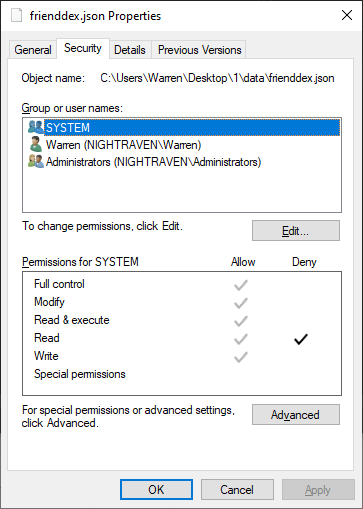 frienddex.json Properties
General Security Details Previous Versions
Object name: C:\Users\Warren\Desktop\1\data\frienddex.json
Group or user names:
SYSTEM
Warren (NIGHTRAVEN\Warren)
Administrators (NIGHTRAVEN\Administrators)
To change permissions, click Edit.
Edit...
Permissions for SYSTEM Allow Deny
Full control
Modify
Read & execute
Read
Write
Special permissions
For special permissions or advanced settings,
click Advanced.
Advanced
OK Cancel Apply